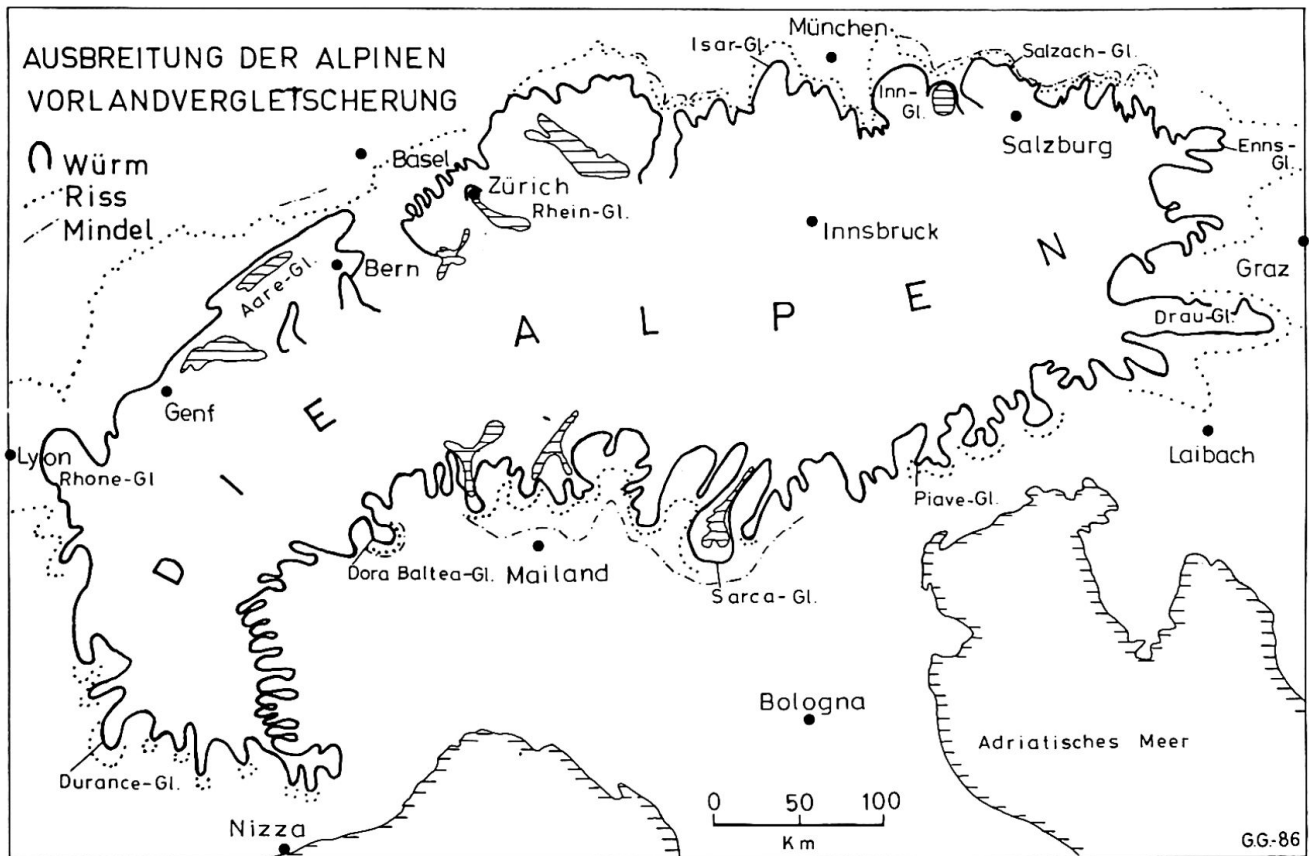 AUSBREITUNG DER ALPINEN
VORLANDVERGLETSCHERUNG
Würm
Riss
Mindel
München
Isar-Gl.
Salzach-Gl.
Inn-
Gl.
Salzburg
Enns-
Gl.
Basel
Zürich
Rhein-Gl.
Innsbruck
Bern
Aare-Gl.
Graz
Drau-Gl.
DIE ALPEN
Genf
Lyon
Rhone-Gl
Laibach
Piave-Gl.
Dora Baltea-Gl.
Mailand
Sarca-Gl.
Bologna
Adriatisches Meer
Durance-Gl.
Nizza
0 50 100
Km
G.G.-86